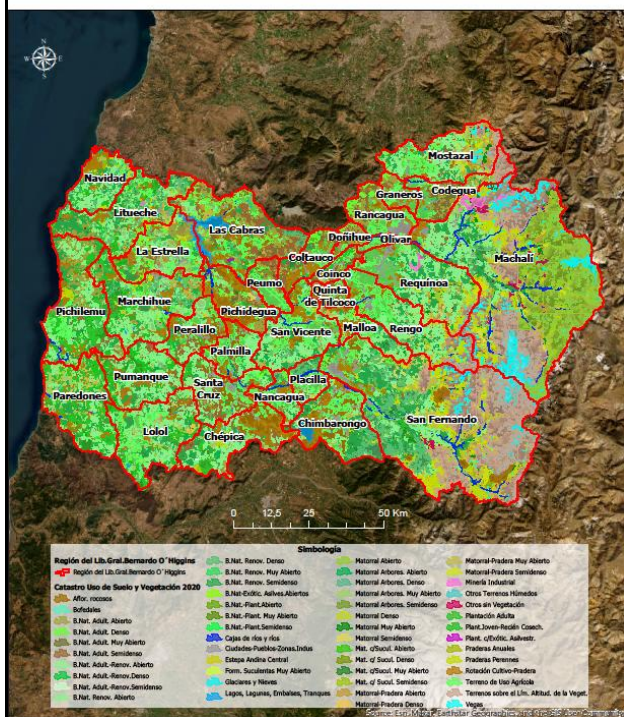 N
W E
S
Mostazal
Navidad
Graneros
Codegua
Litueche
Rancagua
Las Cabras
Doñihue
Olivar
La Estrella
Coltauco
Machalí
Coinco
Peumo
Requinoa
Quinta
de Tilcoco
Marchihue
Pichidegua
Pichilemu
Peralillo
San Vicente
Malloa
Rengo
Palmilla
Pumanque
Placilla
Santa
Cruz
Paredones
Nancagua
San Fernando
Lolol
Chimbarongo
Chépica
0 12,5 25 50 Km.
Simbología
Región del Lib.Gral.Bernardo O´Higgins
Región del Lib.Gral.Bernardo O´Higgins
Catastro Uso de Suelo y Vegetación 2020
Aflor. rocosos
Bofedales
B.Nat. Adult. Abierto
B.Nat. Adult. Denso
B.Nat. Adult. Muy Abierto
B.Nat. Adult. Semidenso
B.Nat. Adult-Renov. Abierto
B.Nat. Adult-Renov.Denso
B.Nat. Adult-Renov.Semidenso
B.Nat. Renov. Abierto
B.Nat. Renov. Denso
B.Nat. Renov. Muy Abierto
B.Nat. Renov. Semidenso
B.Nat-Exótic. Asilves.Abiertos
B.Nat-Plant.Abierto
B.Nat-Plant. Muy Abierto
B.Nat-Plant.Semidenso
Cajas de ríos y ríos
Ciudades-Pueblos-Zonas.Indus
Estepa Andina Central
Form. Suculentas Muy Abierto
Glaciares y Nieves
Lagos, Lagunas, Embalses, Tranques
Matorral Abierto
Matorral Arbores. Abierto
Matorral Arbores. Denso
Matorral Arbores. Muy Abierto
Matorral Arbores. Semidenso
Matorral Denso
Matorral Muy Abierto
Matorral Semidenso
Mat. c/Sucul. Abierto
Mat. c/ Sucul. Denso
Mat. c/Sucul. Muy Abierto
Mat. c/ Sucul. Semidenso
Matorral-Pradera Abierto
Matorral-Pradera Denso
Matorral-Pradera Muy Abierto
Matorral-Pradera Semidenso
Minería Industrial
Otros Terrenos Húmedos
Otros sin Vegetación
Plantación Adulta
Plant.Joven-Recién Cosech.
Plant. c/Exótic. Asilvestr.
Praderas Anuales
Praderas Perennes
Rotación Cultivo-Pradera
Terreno de Uso Agrícola
Terrenos sobre el Lím. Altitud. de la Veget.
Vegas
Source: Esri, Maxar, Earthstar Geographics, and the GIS User Community